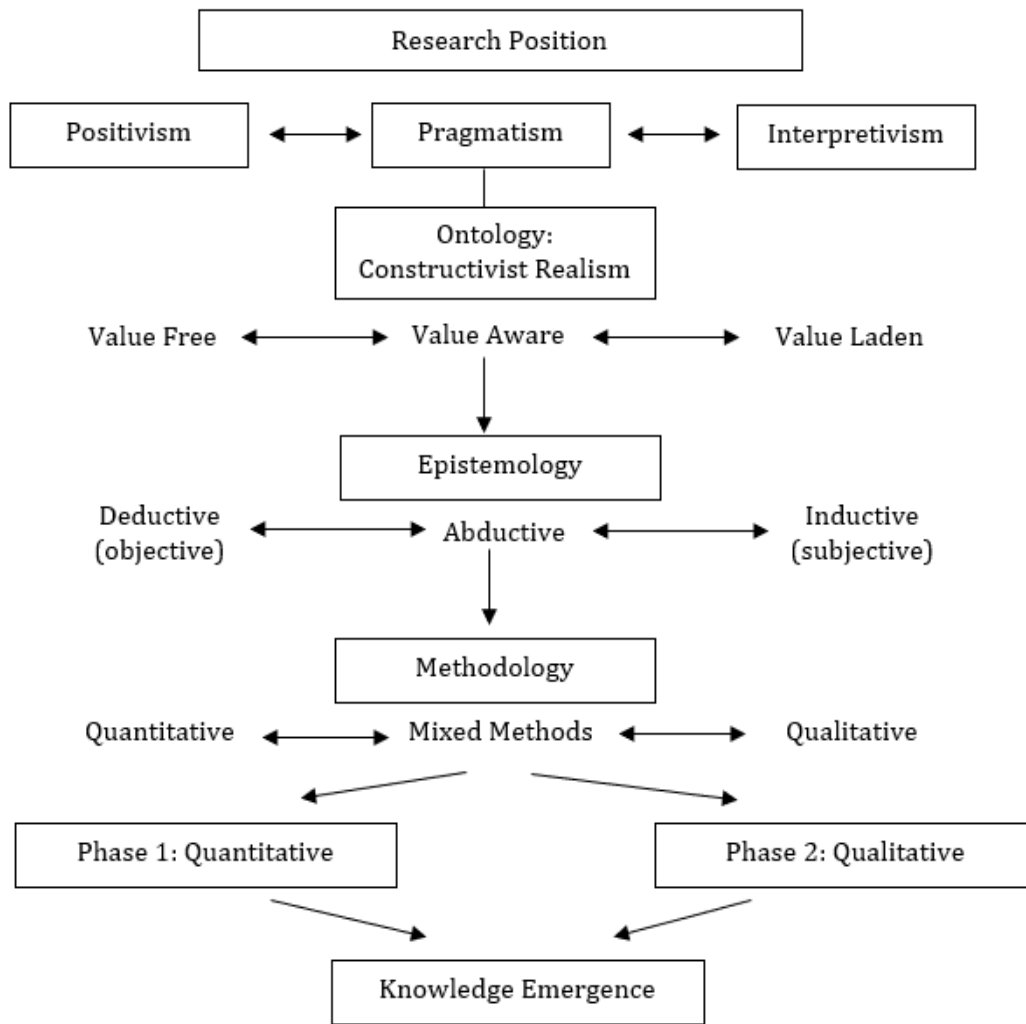 Research Position
Positivism
Pragmatism
Interpretivism
Ontology:
Constructivist Realism
Value Free
Value Aware
Value Laden
Epistemology
Deductive
(objective)
Abductive
Inductive
(subjective)
Methodology
Quantitative
Mixed Methods
Qualitative
Phase 1: Quantitative
Phase 2: Qualitative
Knowledge Emergence